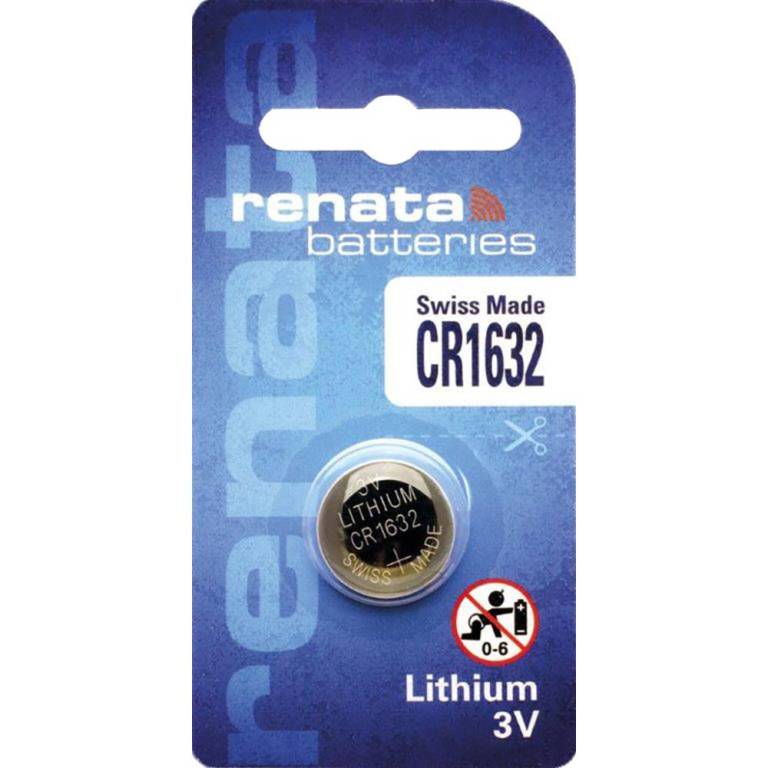 renata
renata
batteries
Swiss Made
CR1632
3V
LITHIUM
CR1632
+
SWISS MADE
0-6
Lithium
3V